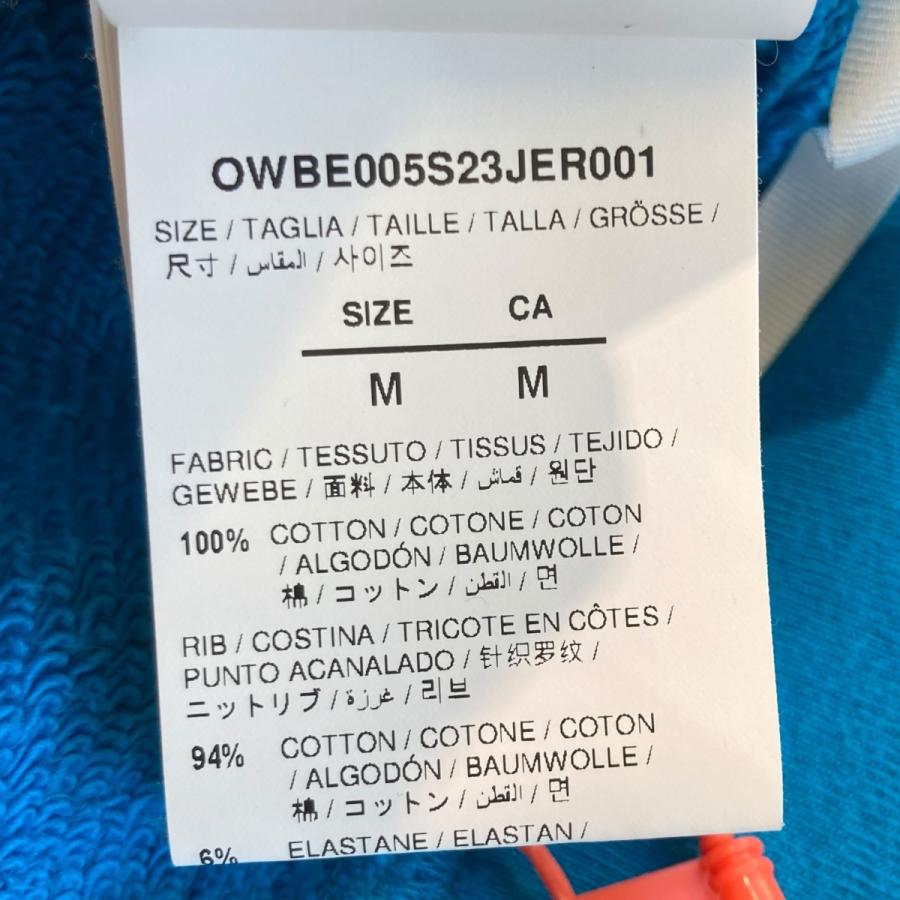 OWBE005S23JER001
SIZE / TAGLIA / TAILLE / TALLA / GRÖSSE /
尺寸 / المقاس / 사이즈
SIZE CA
M M
FABRIC / TESSUTO / TISSUS / TEJIDO /
GEWEBE / 面料 / 本体 / قماش / 원단
100% COTTON / COTONE / COTON
/ ALGODÓN / BAUMWOLLE /
棉 / コットン / القطن / 면
RIB / COSTINA / TRICOTE EN CÔTES /
PUNTO ACANALADO / 针织罗纹 /
ニットリブ / غرزة / 리브
94% COTTON / COTONE / COTON
/ ALGODÓN / BAUMWOLLE /
棉 / コットン / القطن / 면
6% ELASTANE / ELASTAN /